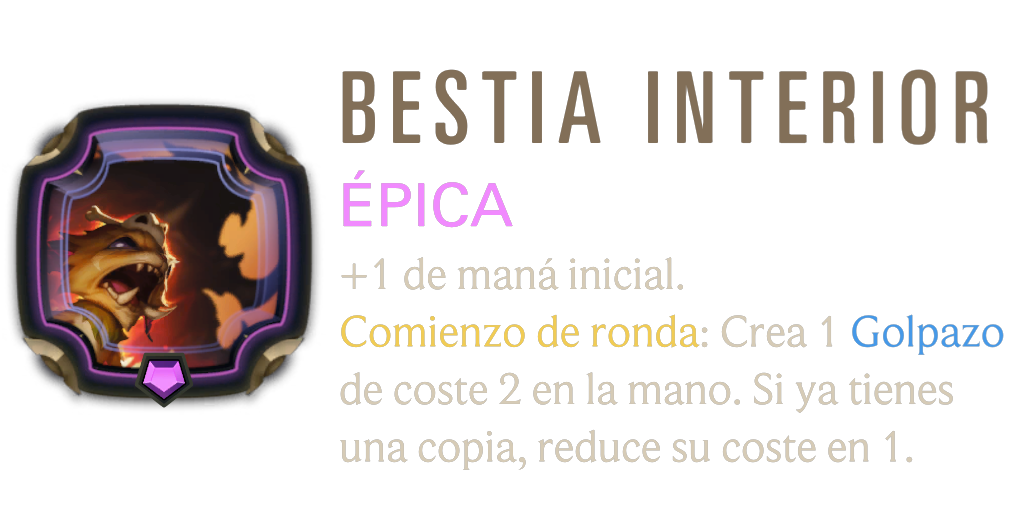 BESTIA INTERIOR
ÉPICA
+1 de maná inicial.
Comienzo de ronda: Crea 1 Golpazo
de coste 2 en la mano. Si ya tienes
una copia, reduce su coste en 1.